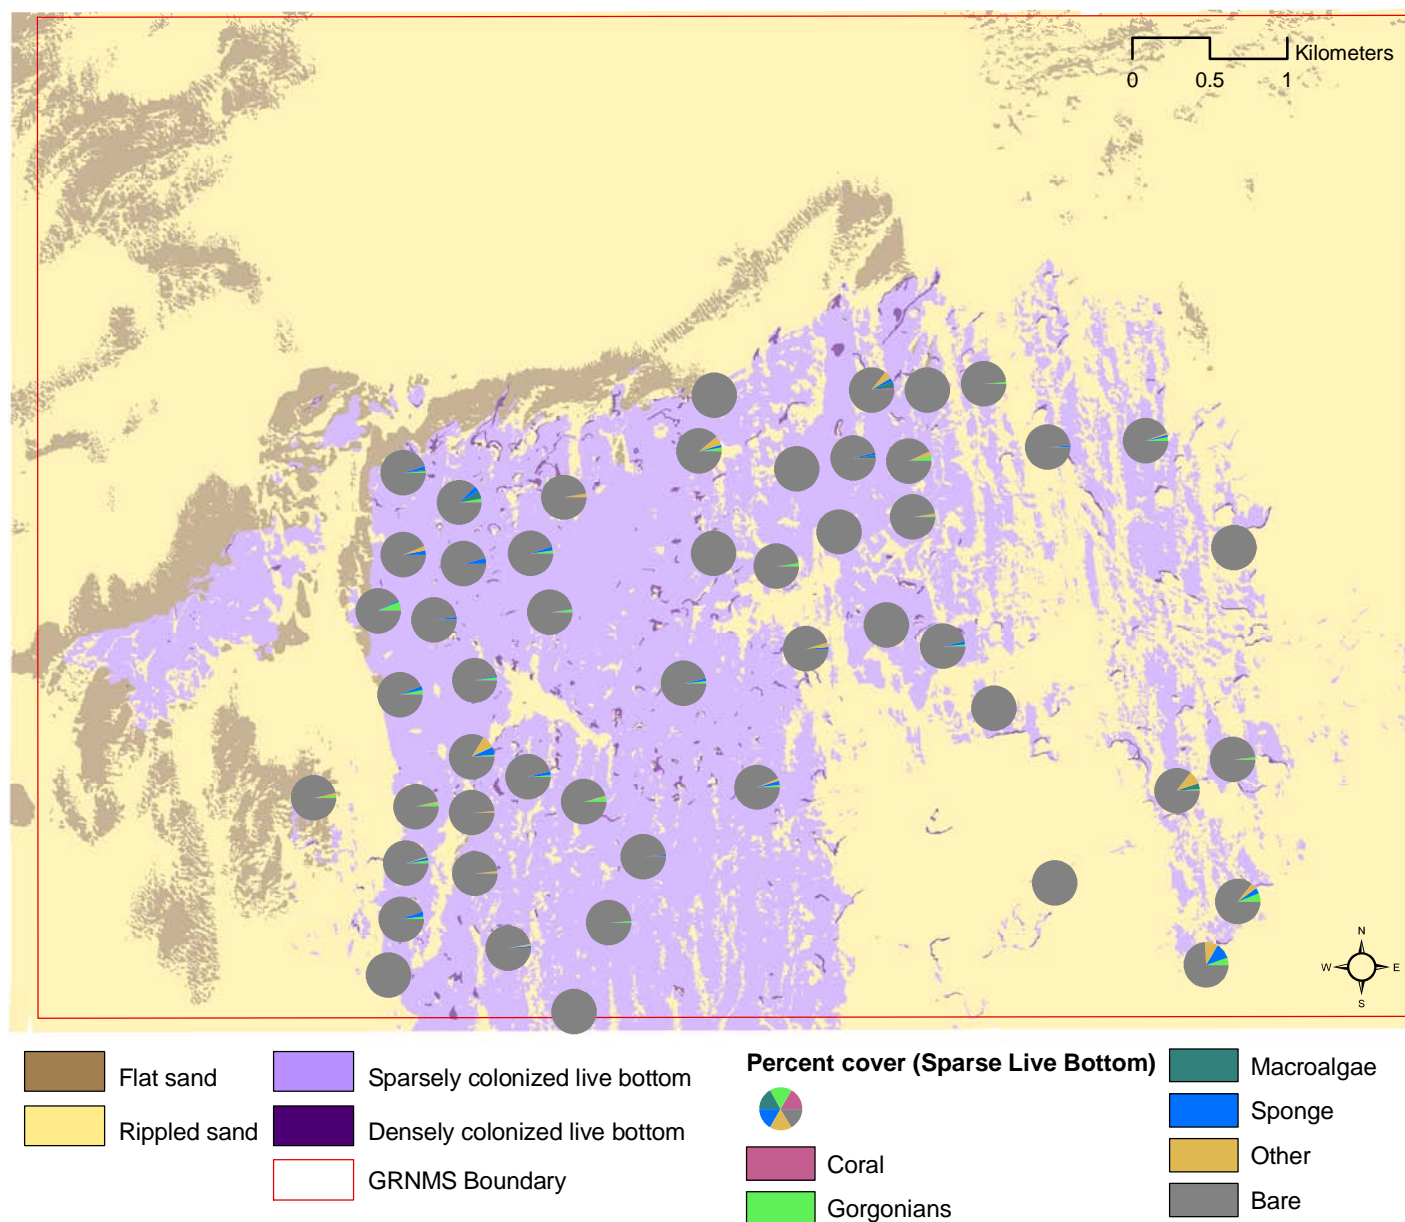 Kilometers
0 0.5 1
N
W E
S
Flat sand
Rippled sand
Sparsely colonized live bottom
Densely colonized live bottom
GRNMS Boundary
Percent cover (Sparse Live Bottom)
Coral
Gorgonians
Macroalgae
Sponge
Other
Bare